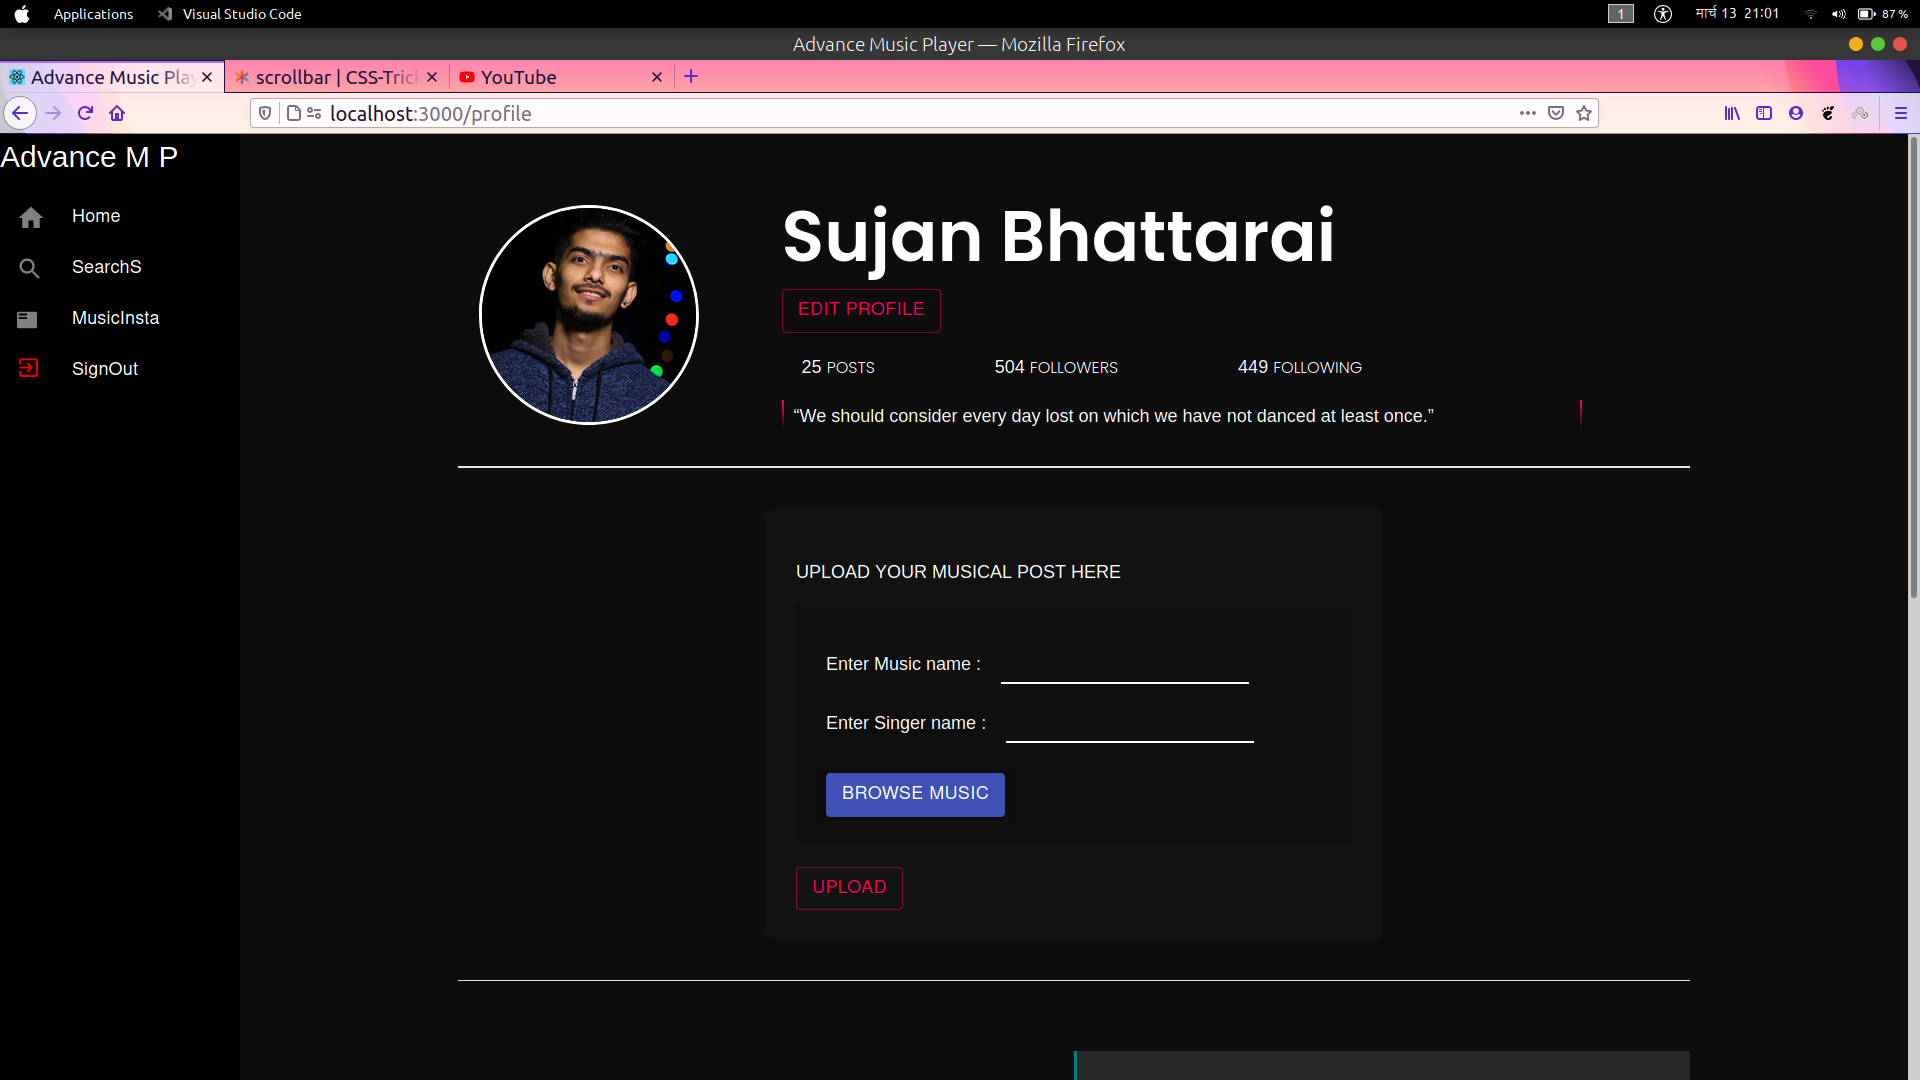 Applications Visual Studio Code 1 मार्च 13 21:01 87 %
Advance Music Player — Mozilla Firefox
Advance Music Play scrollbar | CSS-Trick YouTube
localhost:3000/profile
Advance M P
Home
SearchS
MusicInsta
SignOut
Sujan Bhattarai
EDIT PROFILE
25 POSTS 504 FOLLOWERS 449 FOLLOWING
“We should consider every day lost on which we have not danced at least once.”
UPLOAD YOUR MUSICAL POST HERE
Enter Music name :
Enter Singer name :
BROWSE MUSIC
UPLOAD